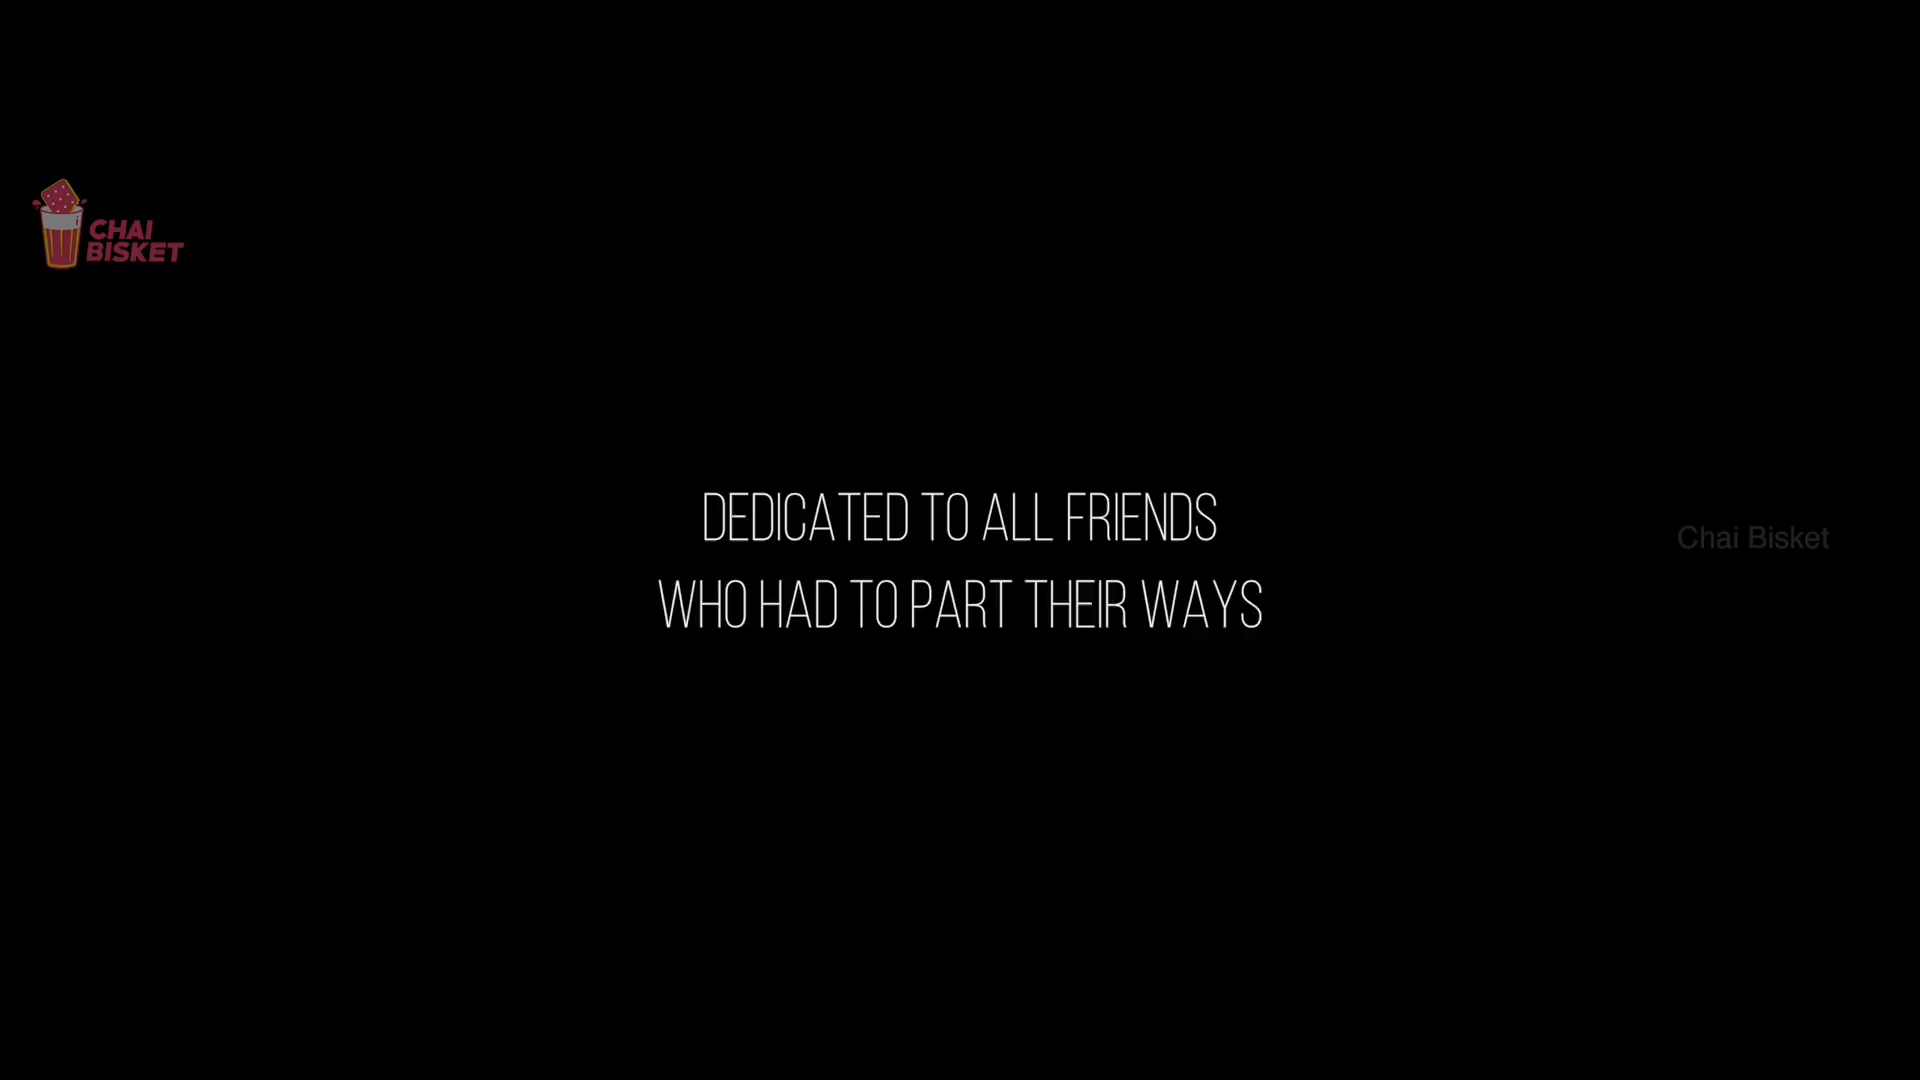 CHAI
BISKET
DEDICATED TO ALL FRIENDS
Chai Bisket
WHO HAD TO PART THEIR WAYS